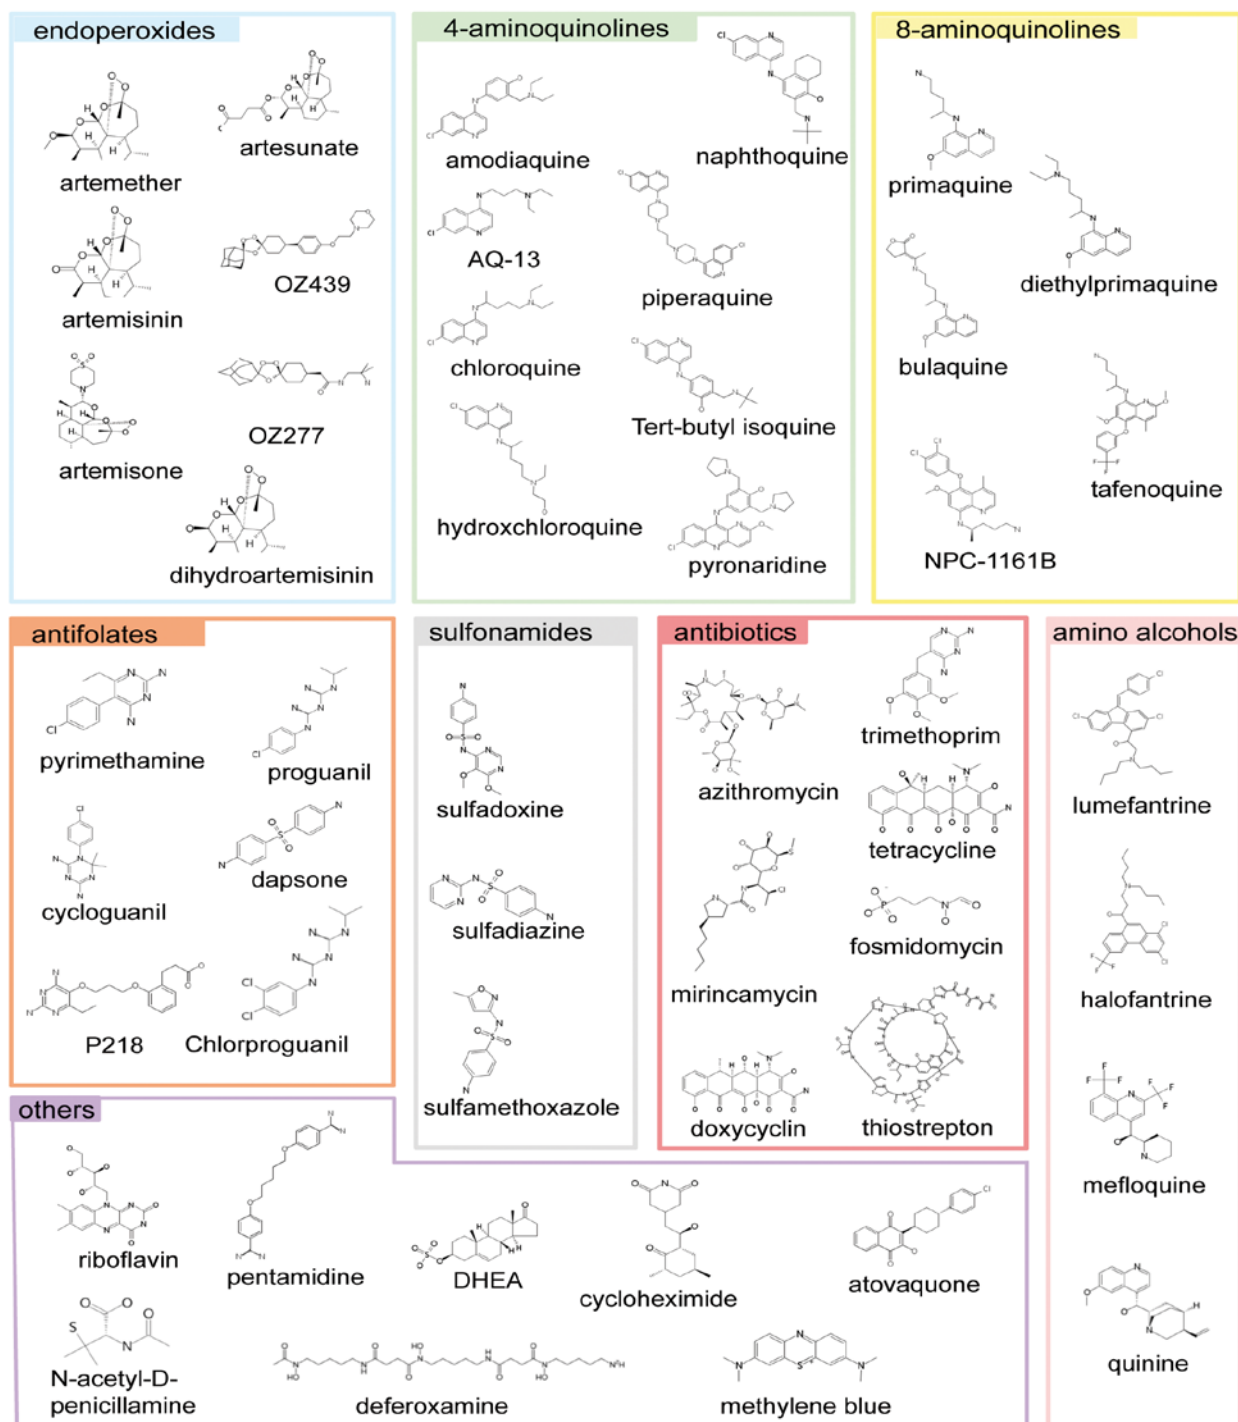 endoperoxides
artemether
artesunate
artemisinin
OZ439
artemisone
OZ277
dihydroartemisinin
4-aminoquinolines
amodiaquine
naphthoquine
AQ-13
piperaquine
chloroquine
Tert-butyl isoquine
hydroxchloroquine
pyronaridine
8-aminoquinolines
primaquine
diethylprimaquine
bulaquine
tafenoquine
NPC-1161B
antifolates
pyrimethamine
proguanil
cycloguanil
dapsone
P218
Chlorproguanil
sulfonamides
sulfadoxine
sulfadiazine
sulfamethoxazole
antibiotics
azithromycin
trimethoprim
tetracycline
mirincamycin
fosmidomycin
doxycyclin
thiostrepton
amino alcohols
lumefantrine
halofantrine
mefloquine
quinine
others
riboflavin
pentamidine
DHEA
cycloheximide
atovaquone
N-acetyl-D-
penicillamine
deferoxamine
methylene blue